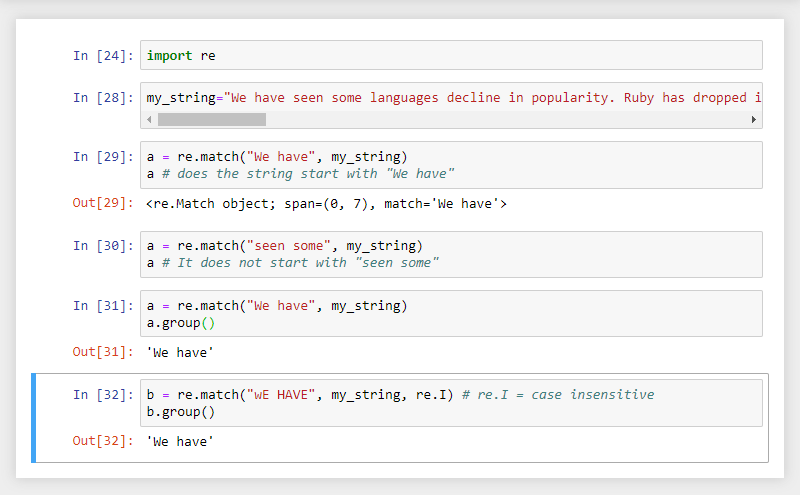 In [24]: import re
In [28]: my_string="We have seen some languages decline in popularity. Ruby has dropped i
In [29]: a = re.match("We have", my_string)
a # does the string start with "We have"
Out[29]: <re.Match object; span=(0, 7), match='We have'>
In [30]: a = re.match("seen some", my_string)
a # It does not start with "seen some"
In [31]: a = re.match("We have", my_string)
a.group()
Out[31]: 'We have'
In [32]: b = re.match("wE HAVE", my_string, re.I) # re.I = case insensitive
b.group()
Out[32]: 'We have'